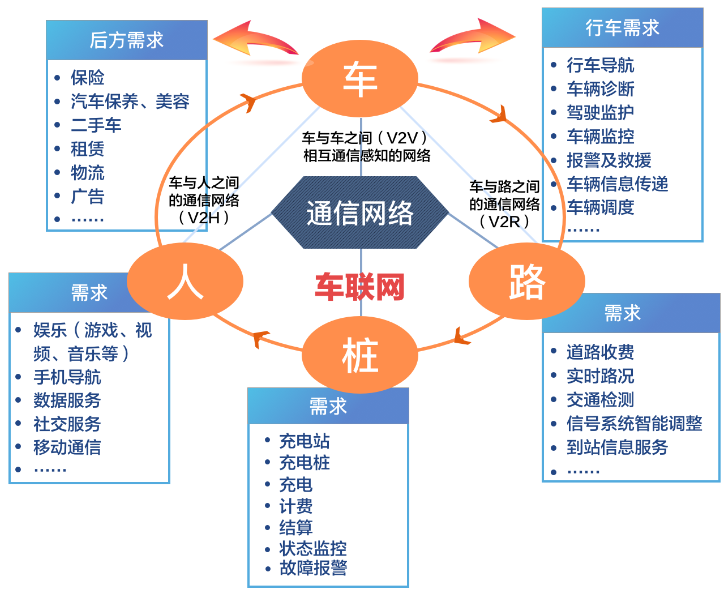 后方需求
• 保险
• 汽车保养、美容
• 二手车
• 租赁
• 物流
• 广告
• ······
行车需求
• 行车导航
• 车辆诊断
• 驾驶监护
• 车辆监控
• 报警及救援
• 车辆信息传递
• 车辆调度
······
车
车与车之间（V2V）
相互通信感知的网络
车与人之间
的通信网络
（V2H）
车与路之间
的通信网络
（V2R）
通信网络
车联网
人
路
桩
需求
• 娱乐（游戏、视
频、音乐等）
• 手机导航
• 数据服务
• 社交服务
• 移动通信
• ······
需求
• 充电站
• 充电桩
• 充电
• 计费
• 结算
• 状态监控
• 故障报警
需求
• 道路收费
• 实时路况
• 交通检测
• 信号系统智能调整
• 到站信息服务
• ······